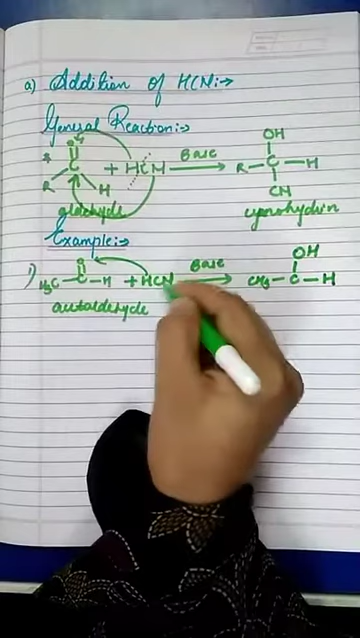 a) Addition of HCN:→
General Reaction:→
O OH
R C H + HCN Base → R – C – H
CN
aldehyde cyanohydrin
Example:→
O OH
1) H3C – C – H + HCN Base → CH3 – C – H
acetaldehyde